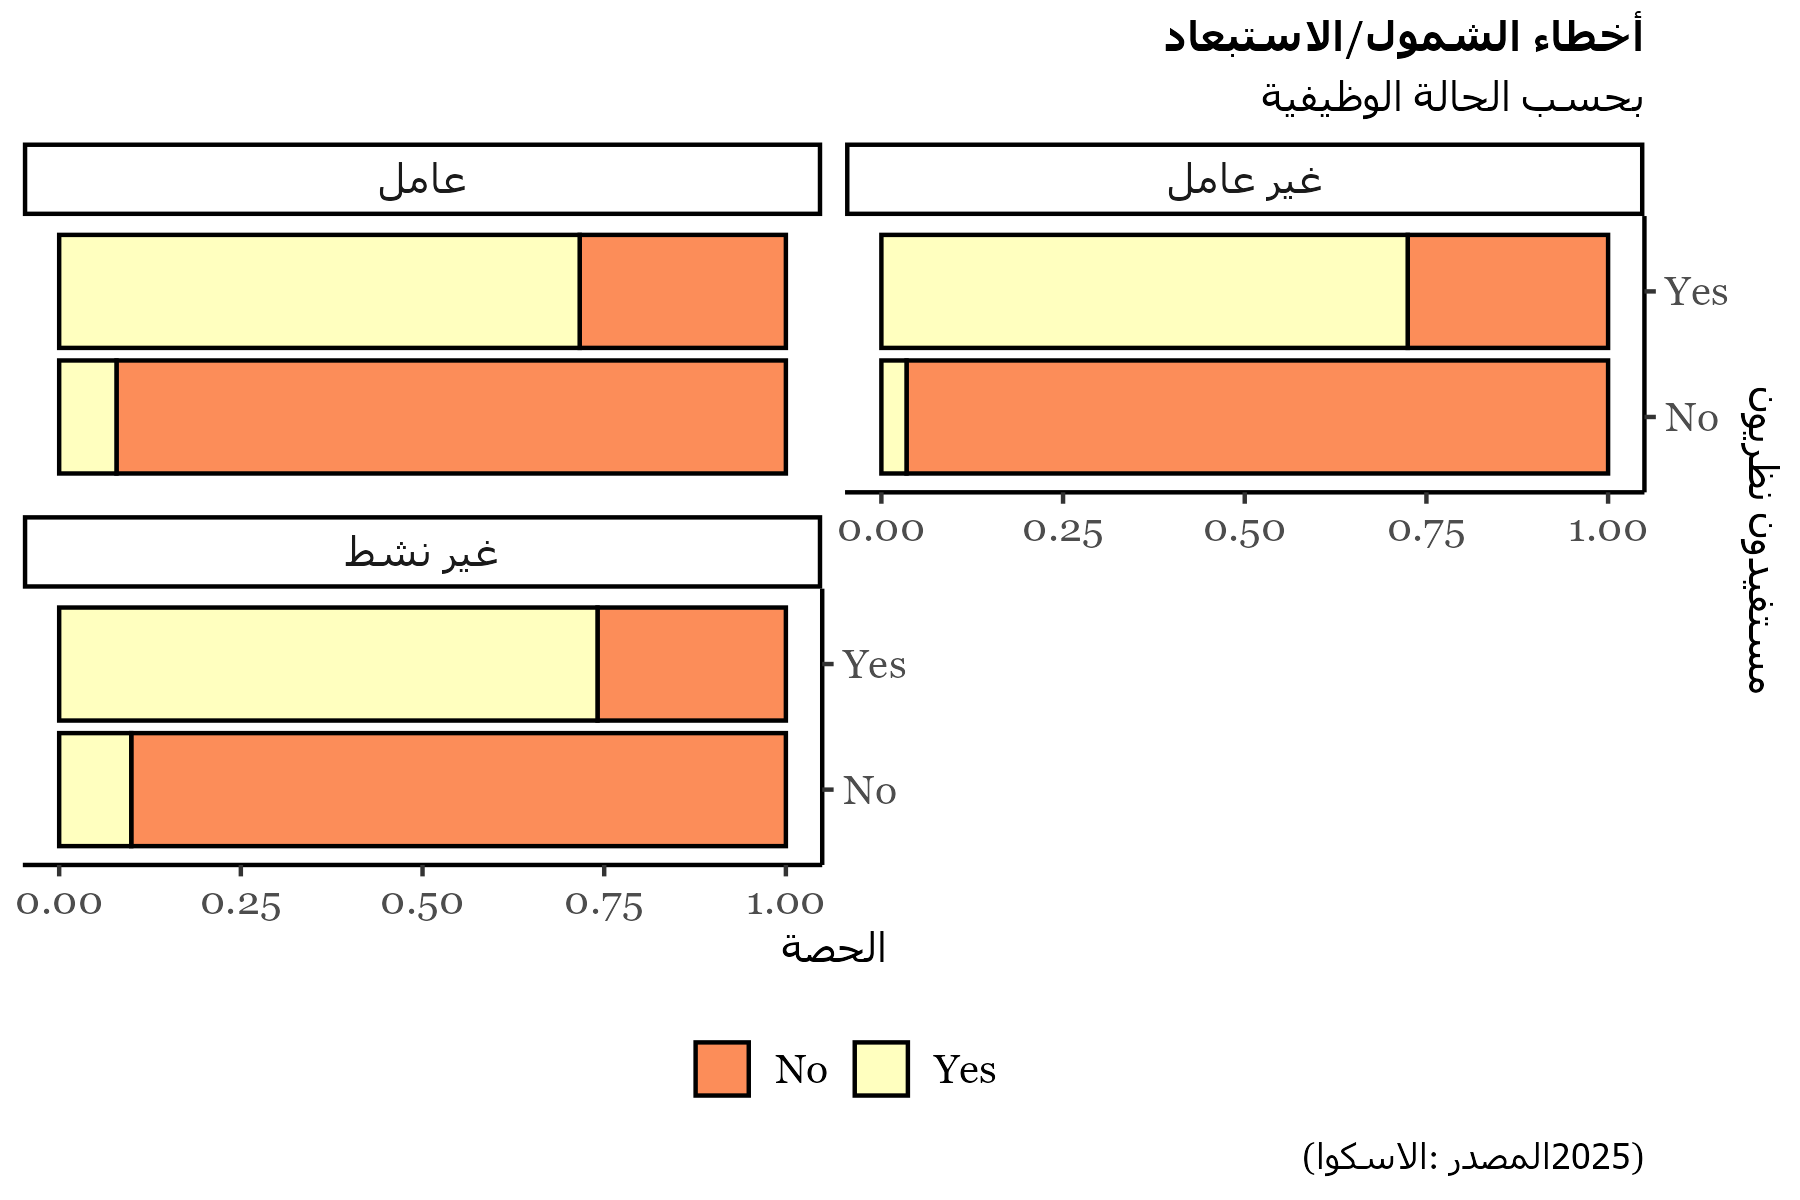 أخطاء الشمول/الاستبعاد
بحسب الحالة الوظيفية
غير عامل
عامل
Yes
No
0.00 0.25 0.50 0.75 1.00
غير نشط
Yes
No
0.00 0.25 0.50 0.75 1.00
مستفيدون نظريون
الحصة
No Yes
(2025المصدر :الاسكوا)